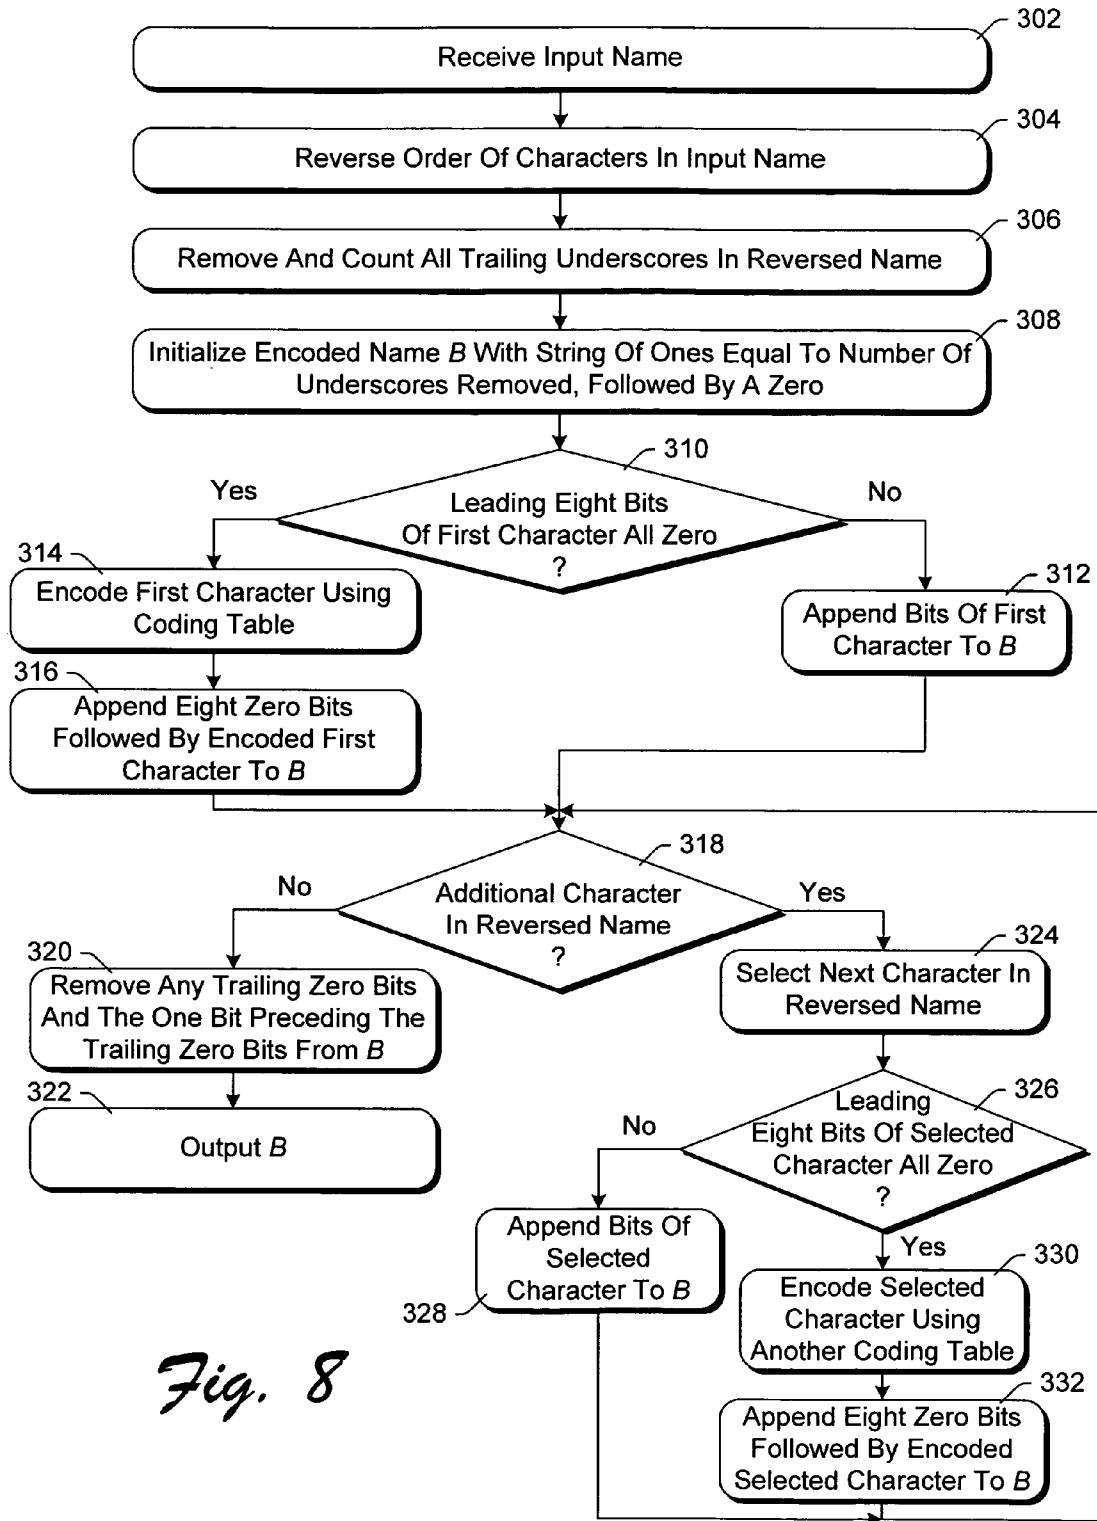 302
Receive Input Name
304
Reverse Order Of Characters In Input Name
306
Remove And Count All Trailing Underscores In Reversed Name
308
Initialize Encoded Name B With String Of Ones Equal To Number Of
Underscores Removed, Followed By A Zero
310
Yes
No
Leading Eight Bits
Of First Character All Zero
?
314
Encode First Character Using
Coding Table
312
Append Bits Of First
Character To B
316
Append Eight Zero Bits
Followed By Encoded First
Character To B
318
No
Yes
Additional Character
In Reversed Name
?
320
Remove Any Trailing Zero Bits
And The One Bit Preceding The
Trailing Zero Bits From B
324
Select Next Character In
Reversed Name
322
Output B
326
No
Leading
Eight Bits Of Selected
Character All Zero
?
Yes
Append Bits Of
Selected
Character To B
328
330
Encode Selected
Character Using
Another Coding Table
332
Append Eight Zero Bits
Followed By Encoded
Selected Character To B
Fig. 8